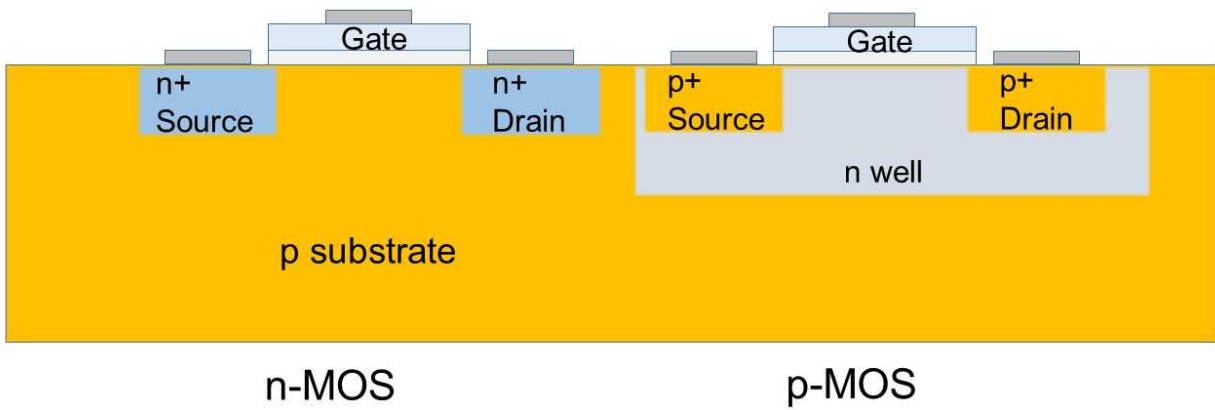 Gate
Gate
n+
Source
n+
Drain
p+
Source
p+
Drain
n well
p substrate
n-MOS
p-MOS